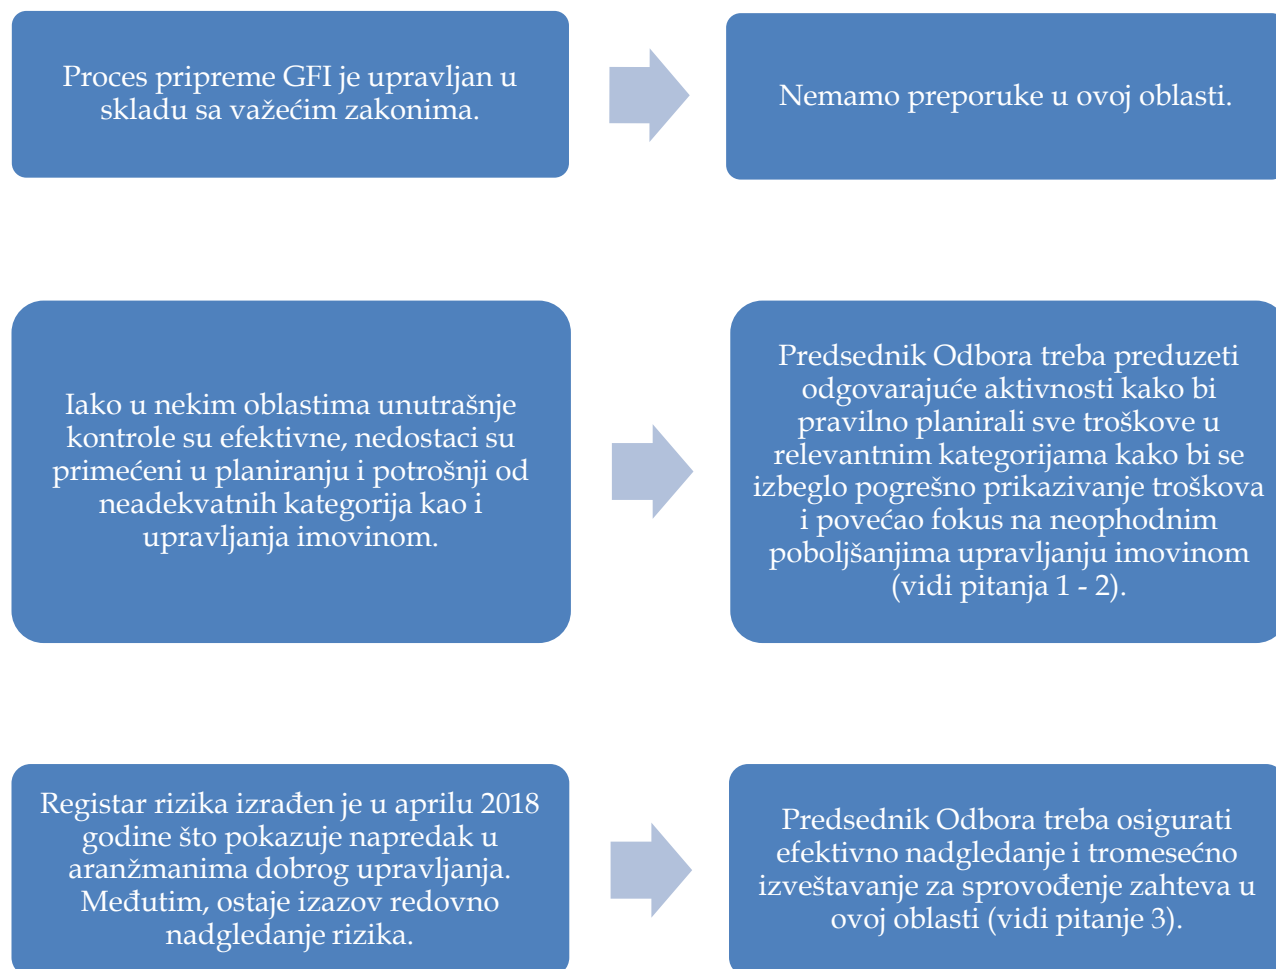 Proces pripreme GFI je upravljan u
skladu sa važećim zakonima.
Nemamo preporuke u ovoj oblasti.
Iako u nekim oblastima unutrašnje
kontrole su efektivne, nedostaci su
primećeni u planiranju i potrošnji od
neadekvatnih kategorija kao i
upravljanja imovinom.
Predsednik Odbora treba preduzeti
odgovarajuće aktivnosti kako bi
pravilno planirali sve troškove u
relevantnim kategorijama kako bi se
izbeglo pogrešno prikazivanje troškova
i povećao fokus na neophodnim
poboljšanjima upravljanju imovinom
(vidi pitanja 1 - 2).
Registar rizika izrađen je u aprilu 2018
godine što pokazuje napredak u
aranžmanima dobrog upravljanja.
Međutim, ostaje izazov redovno
nadgledanje rizika.
Predsednik Odbora treba osigurati
efektivno nadgledanje i tromesećno
izveštavanje za sprovođenje zahteva u
ovoj oblasti (vidi pitanje 3).